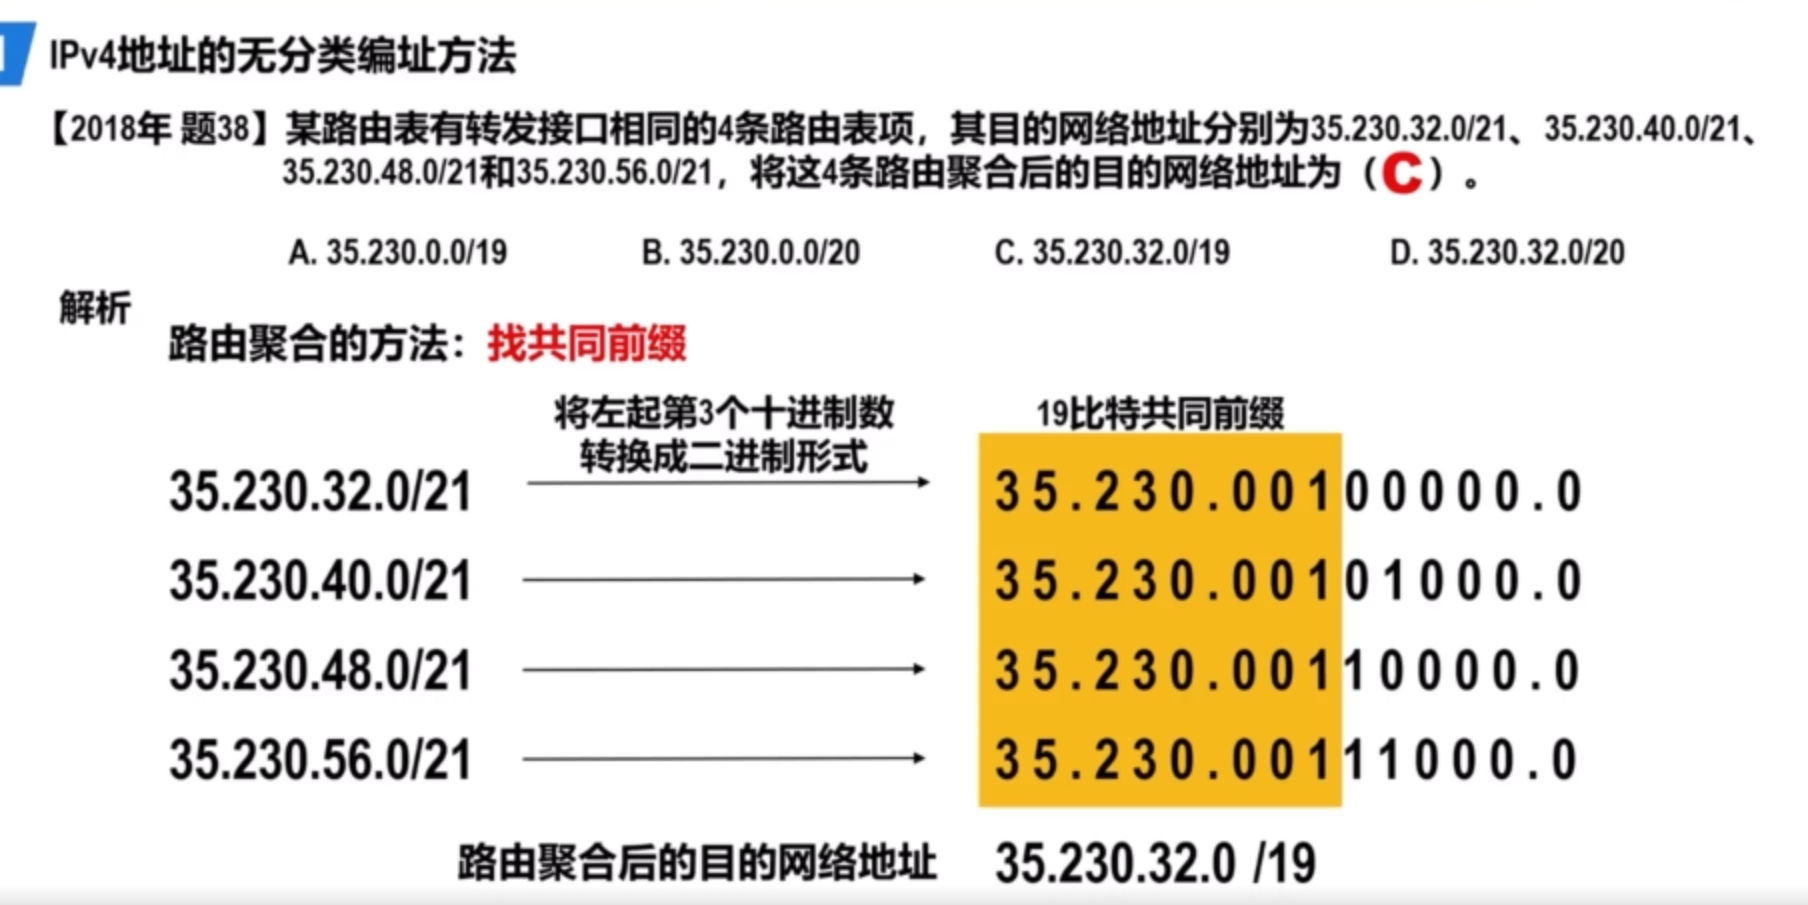 IPv4地址的无分类编址方法
【2018年 题38】某路由表有转发接口相同的4条路由表项，其目的网络地址分别为35.230.32.0/21、35.230.40.0/21、
35.230.48.0/21和35.230.56.0/21，将这4条路由聚合后的目的网络地址为（C）。
A. 35.230.0.0/19 B. 35.230.0.0/20 C. 35.230.32.0/19 D. 35.230.32.0/20
解析
路由聚合的方法：找共同前缀
将左起第3个十进制数 19比特共同前缀
转换成二进制形式
35.230.32.0/21 35.230.00100000.0
35.230.40.0/21 35.230.00101000.0
35.230.48.0/21 35.230.00110000.0
35.230.56.0/21 35.230.00111000.0
路由聚合后的目的网络地址 35.230.32.0 /19